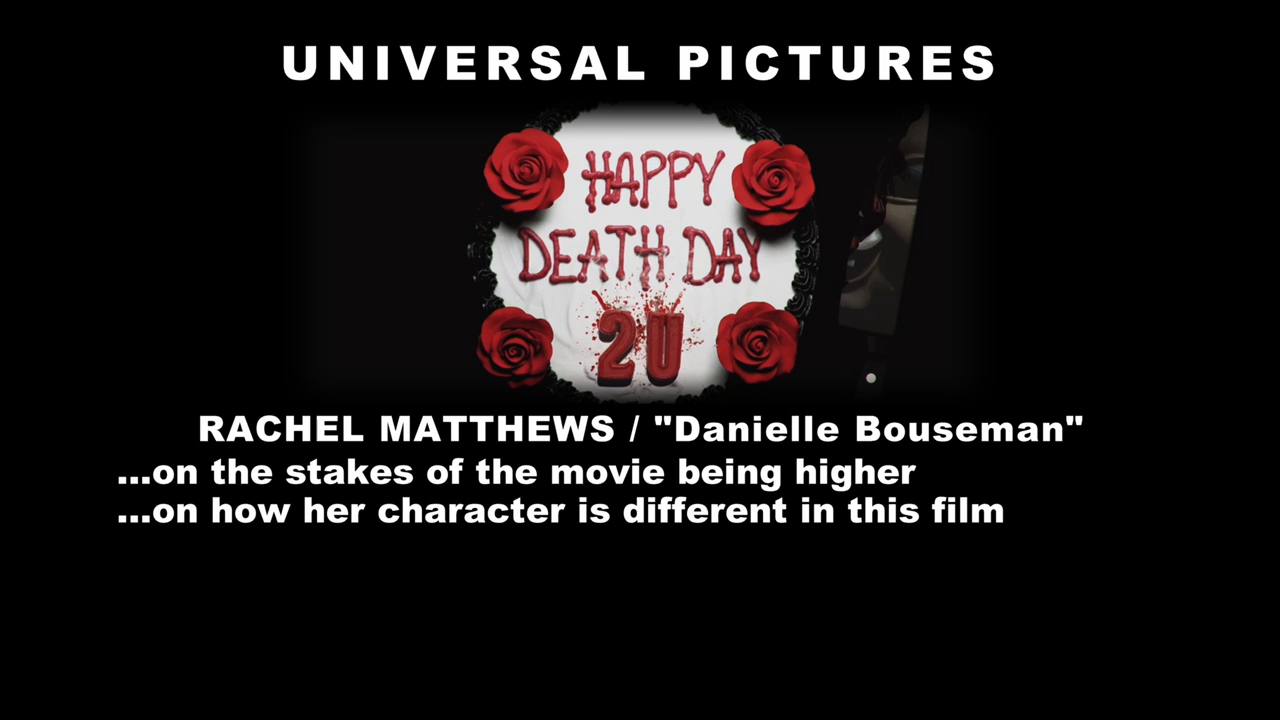 UNIVERSAL PICTURES
HAPPY
DEATH DAY
2U
RACHEL MATTHEWS / "Danielle Bouseman"
...on the stakes of the movie being higher
...on how her character is different in this film